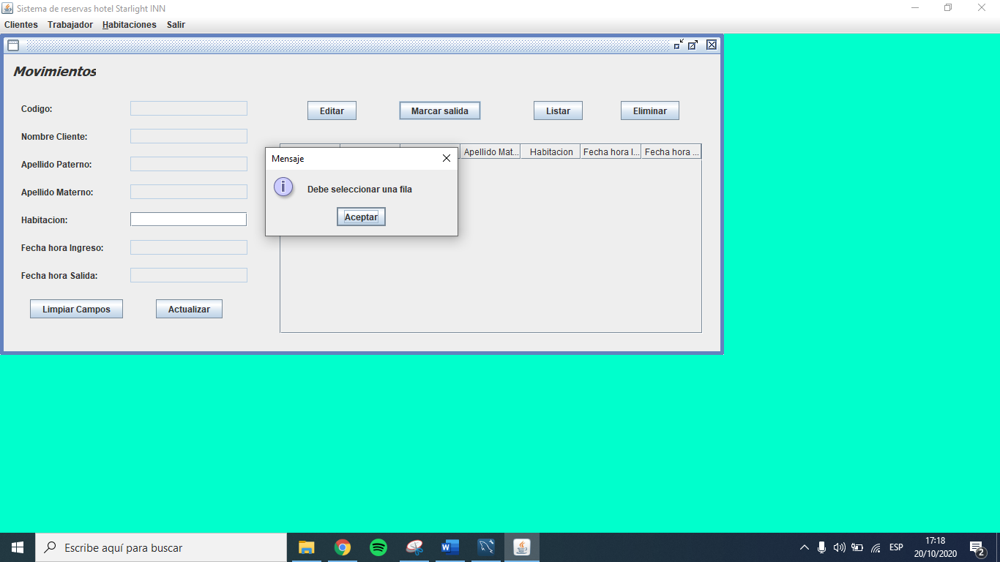 Sistema de reservas hotel Starlight INN
Clientes Trabajador Habitaciones Salir
Movimientos
Codigo:
Nombre Cliente:
Apellido Paterno:
Apellido Materno:
Habitacion:
Fecha hora Ingreso:
Fecha hora Salida:
Limpiar Campos Actualizar
Editar Marcar salida Listar Eliminar
Apellido Mat... Habitacion Fecha hora I... Fecha hora ...
Mensaje
i
Debe seleccionar una fila
Aceptar
Escribe aquí para buscar
W
ESP
17:18
20/10/2020
2